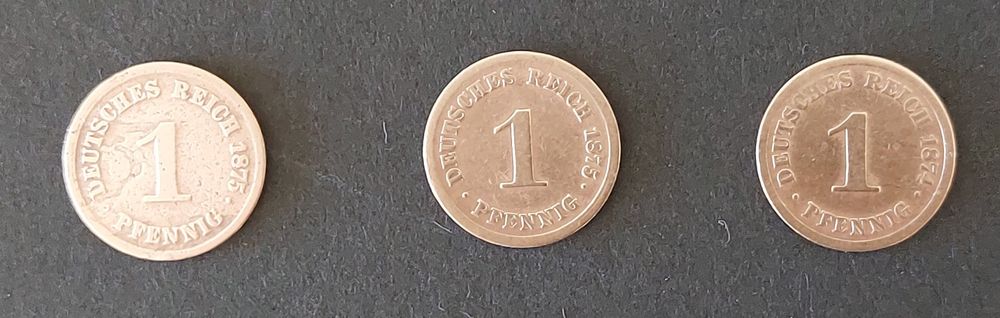 DEUTSCHES REICH 1875
1
· PFENNIG ·
DEUTSCHES REICH 1875
1
· PFENNIG ·
DEUTSCHES REICH 1874
1
· PFENNIG ·